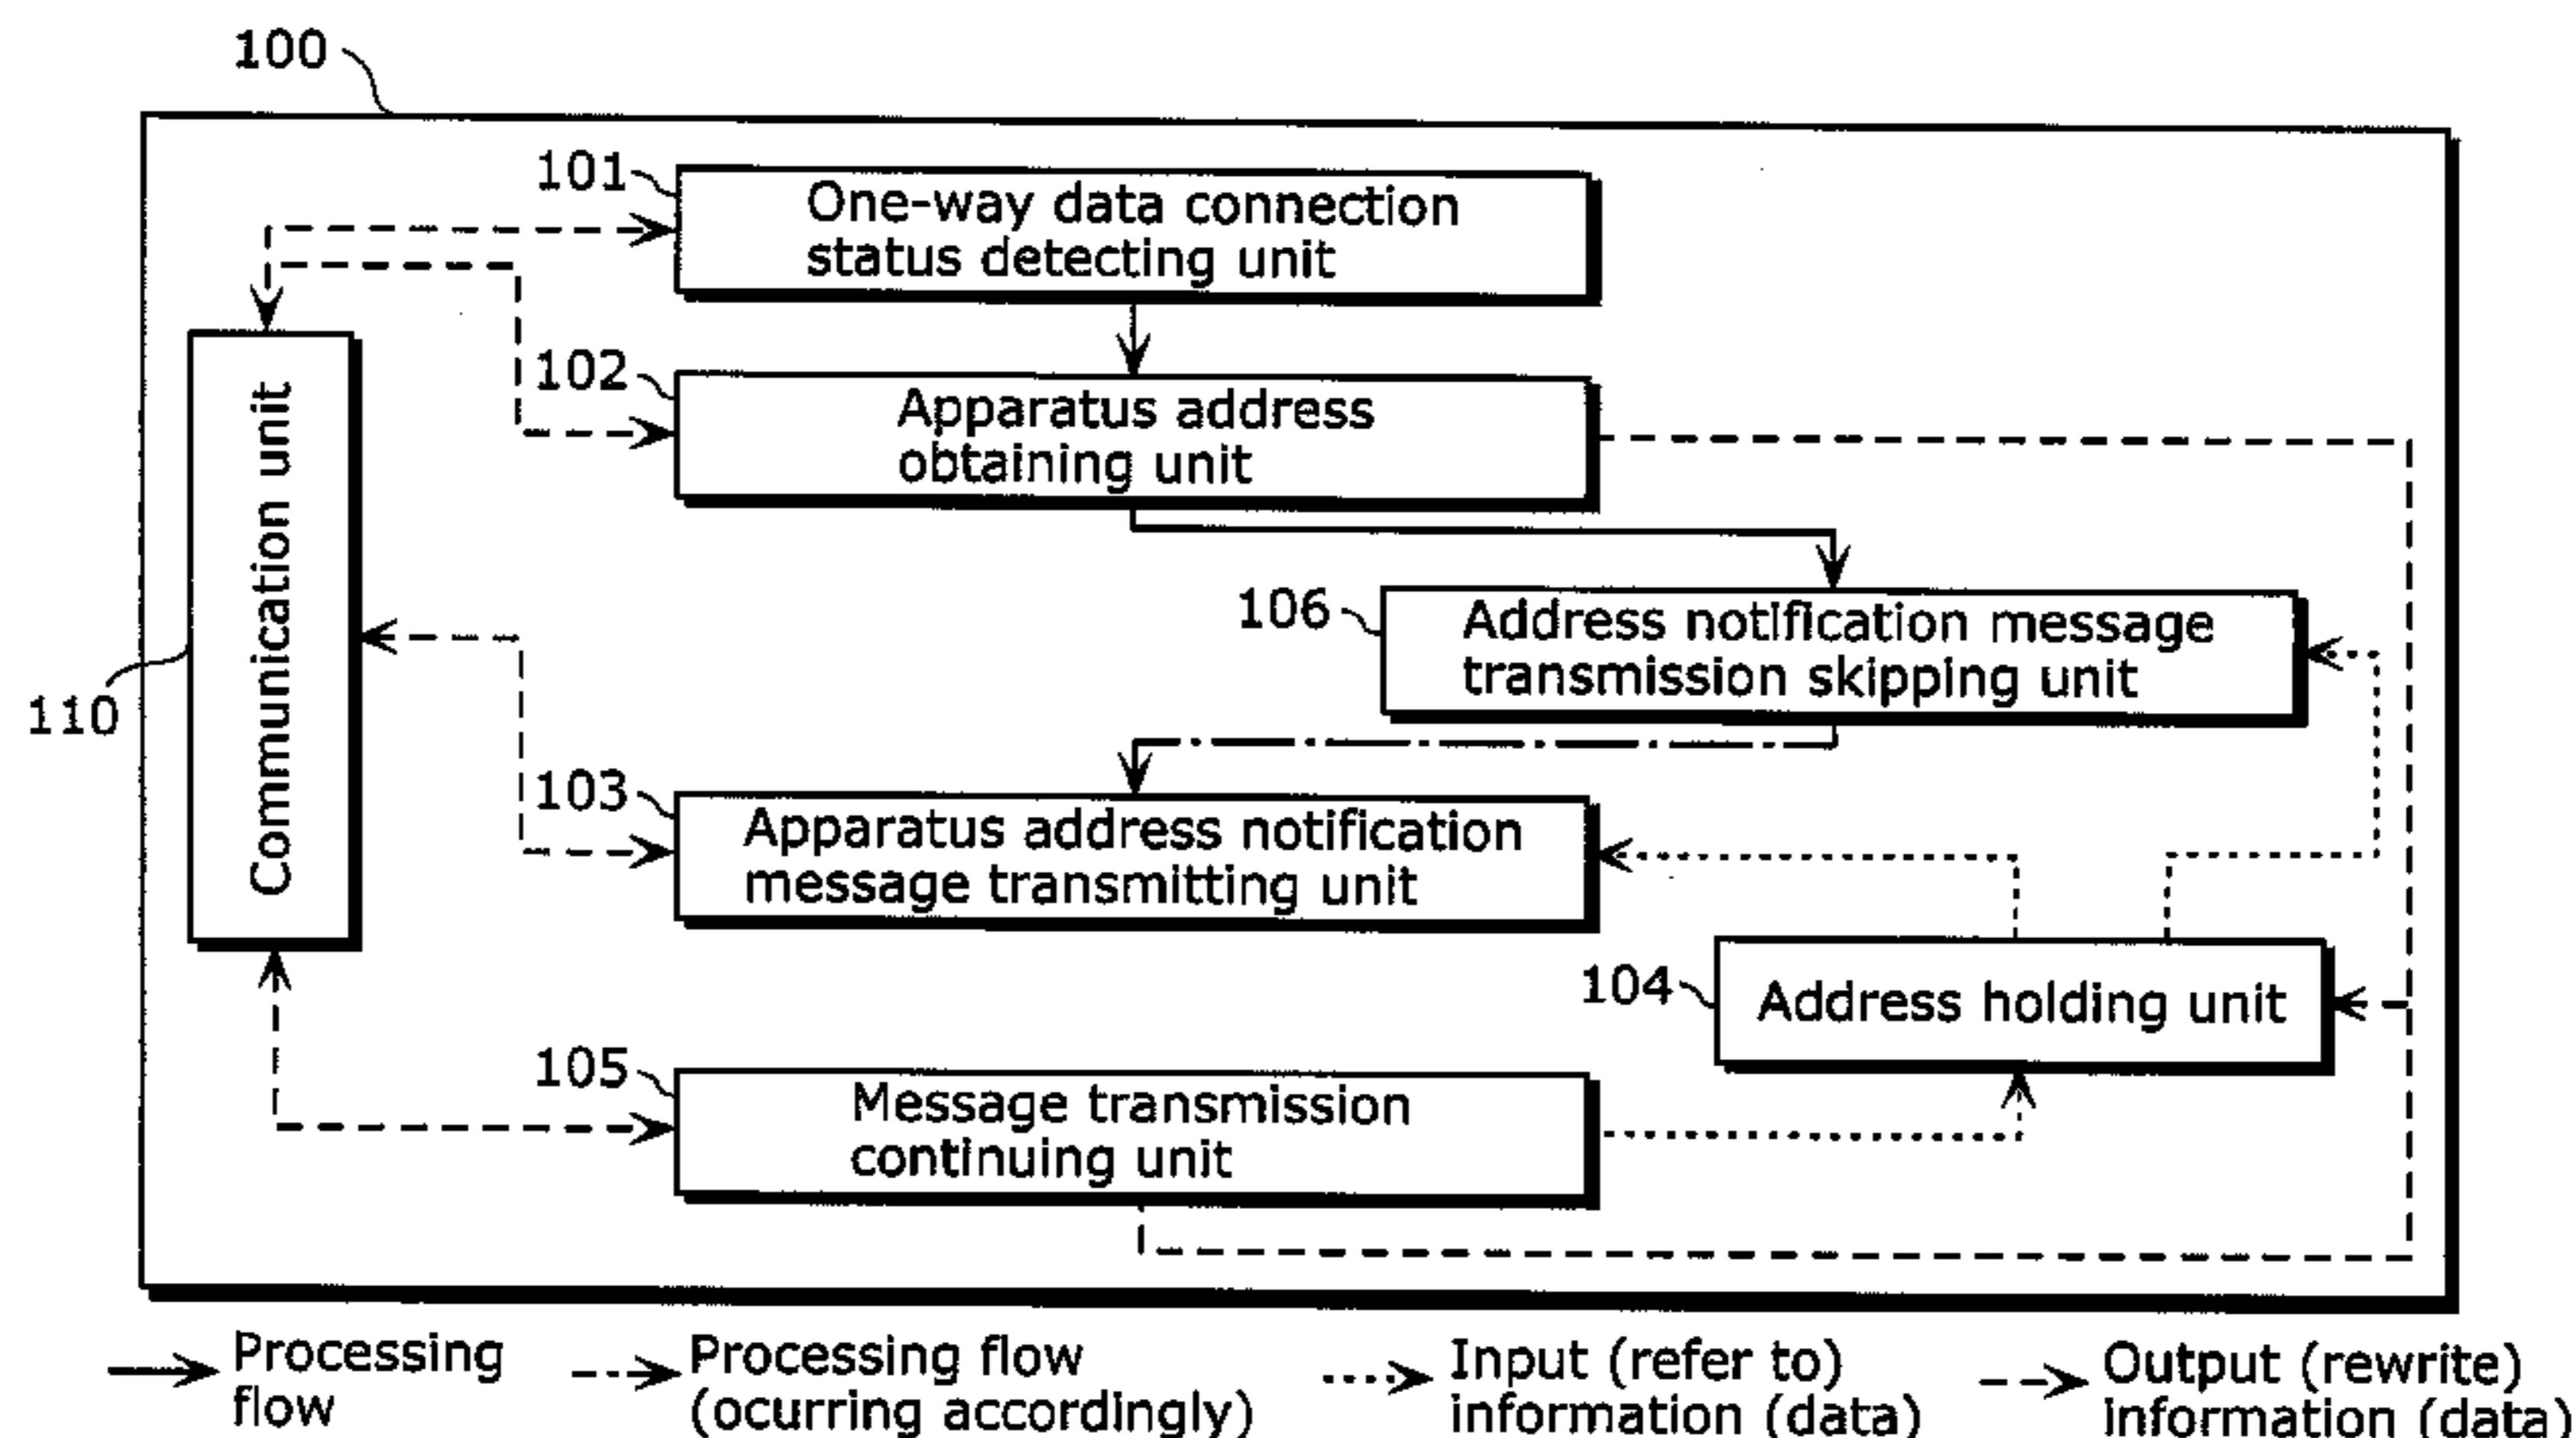 100
101
One-way data connection
status detecting unit
102
Apparatus address
obtaining unit
Communication unit
110
106
Address notification message
transmission skipping unit
103
Apparatus address notification
message transmitting unit
104
Address holding unit
105
Message transmission
continuing unit
Processing
flow
Processing flow
(ocurring accordingly)
Input (refer to)
information (data)
Output (rewrite)
information (data)